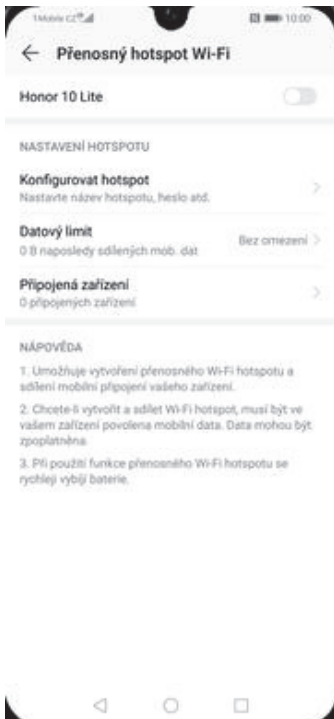 T-Mobile CZ
10:00
Přenosný hotspot Wi-Fi
Honor 10 Lite
NASTAVENÍ HOTSPOTU
Konfigurovat hotspot
Nastavte název hotspotu, heslo atd.
Datový limit
Bez omezení
0 B naposledy sdílených mob. dat
Připojená zařízení
0 připojených zařízení
NÁPOVĚDA
1. Umožňuje vytvoření přenosného Wi-Fi hotspotu a
sdílení mobilní připojení vašeho zařízení.
2. Chcete-li vytvořit a sdílet Wi-Fi hotspot, musí být ve
vašem zařízení povolena mobilní data. Data mohou být
zpoplatněna.
3. Při použití funkce přenosného Wi-Fi hotspotu se
rychleji vybíjí baterie.